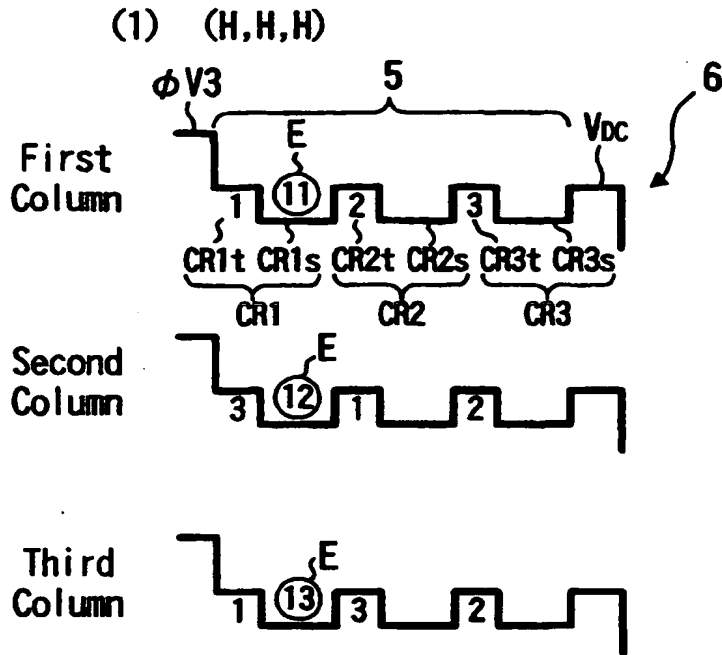 (1) (H,H,H)
ϕV3 5 6
E VDC
First Column
11
1 2 3
CR1t CR1s CR2t CR2s CR3t CR3s
CR1 CR2 CR3
E
Second Column
12
3 1 2
E
Third Column
13
1 3 2